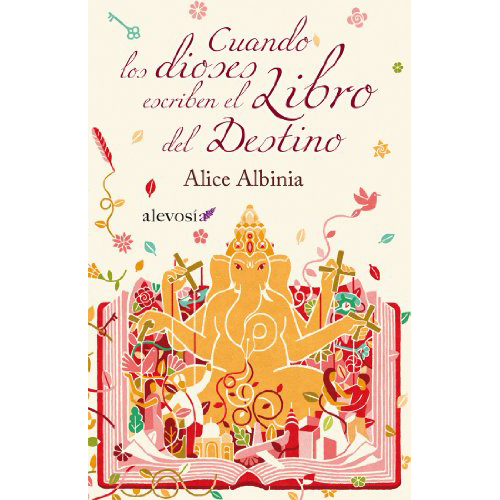 Cuando
los dioses
escriben el Libro
del Destino
Alice Albinia
alevosía